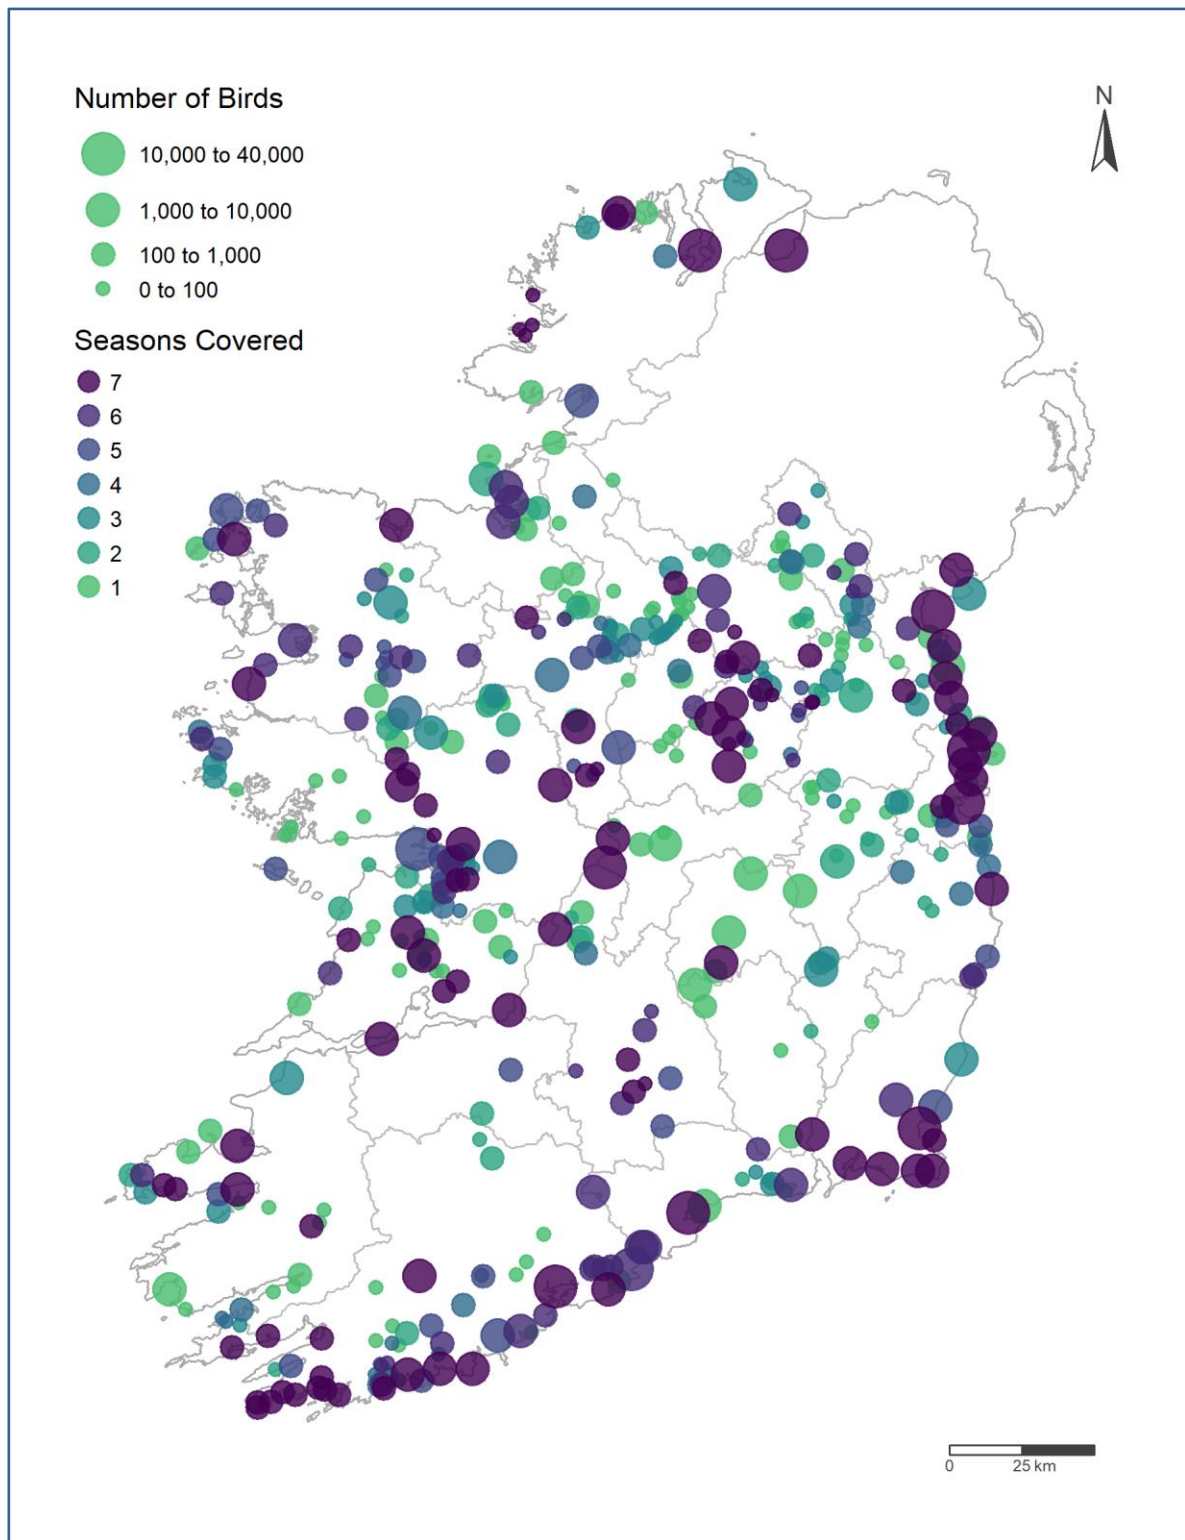 Number of Birds
10,000 to 40,000
1,000 to 10,000
100 to 1,000
0 to 100
Seasons Covered
7
6
5
4
3
2
1
N
0 25 km